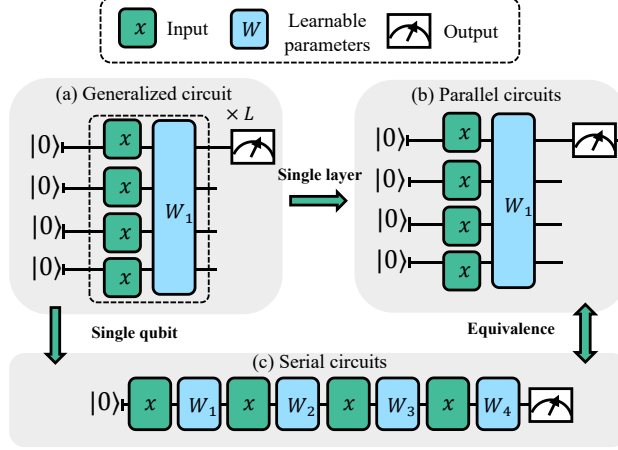 x Input W Learnable parameters Output
(a) Generalized circuit
× L
|0⟩ x
|0⟩ x
|0⟩ x
|0⟩ x
W₁
Single layer
(b) Parallel circuits
|0⟩ x
|0⟩ x
|0⟩ x
|0⟩ x
W₁
Single qubit
Equivalence
(c) Serial circuits
|0⟩ x W₁ x W₂ x W₃ x W₄